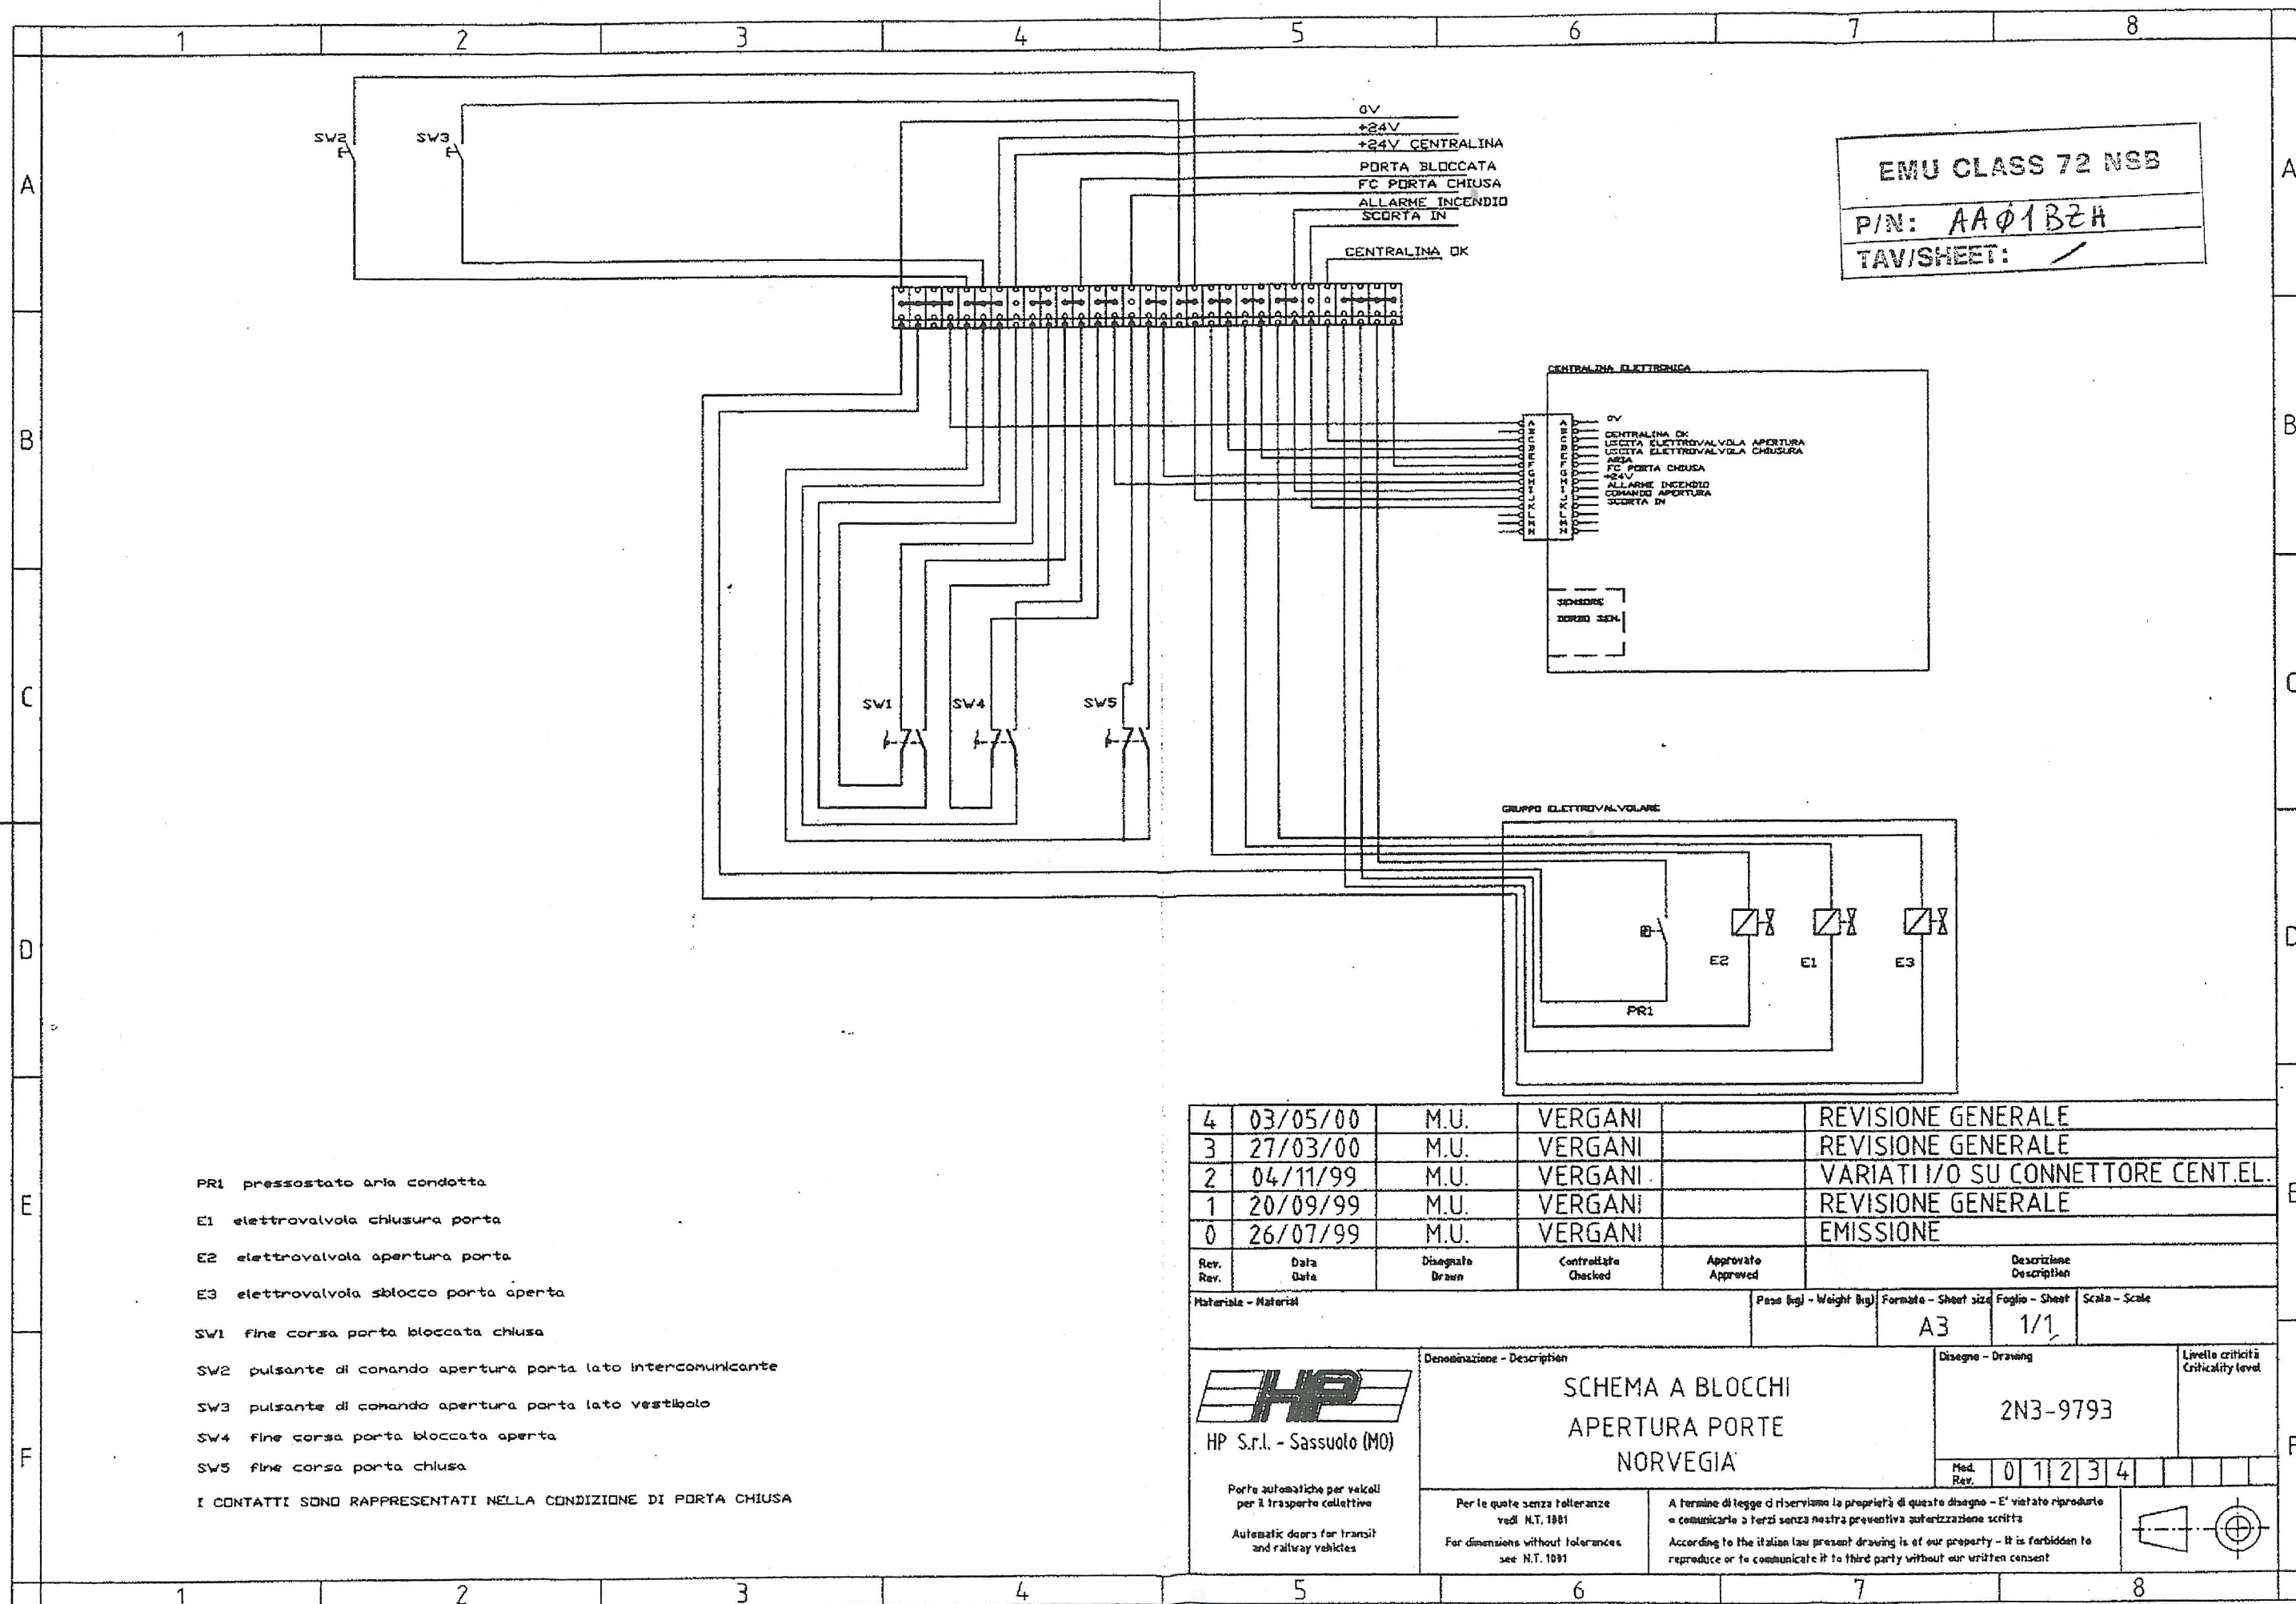 1 2 3 4 5 6 7 8
A
B
C
D
E
F
A
B
C
D
E
F
SW2
SW3
0V
+24V
+24V CENTRALINA
PORTA BLOCCATA
FC PORTA CHIUSA
ALLARME INCENDIO
SCORTA IN
CENTRALINA OK
EMU CLASS 72 NSB
P/N: AAØ1BZH
TAV/SHEET: /
CENTRALINA ELETTRONICA
A A 0V
B B
C C CENTRALINA OK
D D USCITA ELETTROVALVOLA APERTURA
E E USCITA ELETTROVALVOLA CHIUSURA
F F ARIA
G G FC PORTA CHIUSA
H H +24V
I I ALLARME INCENDIO
J J COMANDO APERTURA
K K SCORTA IN
L L
M M
N N
SENSORE
BORDO SEN.
SW1
SW4
SW5
GRUPPO ELETTROVALVOLARE
E2
E1
E3
PR1
PR1 pressostato aria condotta
E1 elettrovalvola chiusura porta
E2 elettrovalvola apertura porta
E3 elettrovalvola sblocco porta aperta
SW1 fine corsa porta bloccata chiusa
SW2 pulsante di comando apertura porta lato intercomunicante
SW3 pulsante di comando apertura porta lato vestibolo
SW4 fine corsa porta bloccata aperta
SW5 fine corsa porta chiusa
I CONTATTI SONO RAPPRESENTATI NELLA CONDIZIONE DI PORTA CHIUSA
4 03/05/00 M.U. VERGANI REVISIONE GENERALE
3 27/03/00 M.U. VERGANI REVISIONE GENERALE
2 04/11/99 M.U. VERGANI VARIATI I/O SU CONNETTORE CENT.EL.
1 20/09/99 M.U. VERGANI REVISIONE GENERALE
0 26/07/99 M.U. VERGANI EMISSIONE
Rev. Data Disegnato Controllato Approvato Descrizione
Rev. Date Drawn Checked Approved Description
Materiale - Material
Peso (kg) - Weight (kg)
Formato - Sheet size
A3
Foglio - Sheet
1/1
Scala - Scale
HP
HP S.r.l. - Sassuolo (MO)
Porte automatiche per veicoli
per il trasporto collettivo
Automatic doors for transit
and railway vehicles
Denominazione - Description
SCHEMA A BLOCCHI
APERTURA PORTE
NORVEGIA
Disegno - Drawing
2N3-9793
Livello criticità
Criticality level
Mod.
Rev.
0 1 2 3 4
Per le quote senza tolleranze
vedi N.T. 1081
For dimensions without tolerances
see N.T. 1081
A termine di legge ci riserviamo la proprietà di questo disegno - E' vietato riprodurlo
o comunicarlo a terzi senza nostra preventiva autorizzazione scritta
According to the italian law present drawing is of our property - It is forbidden to
reproduce or to communicate it to third party without our written consent
1 2 3 4 5 6 7 8